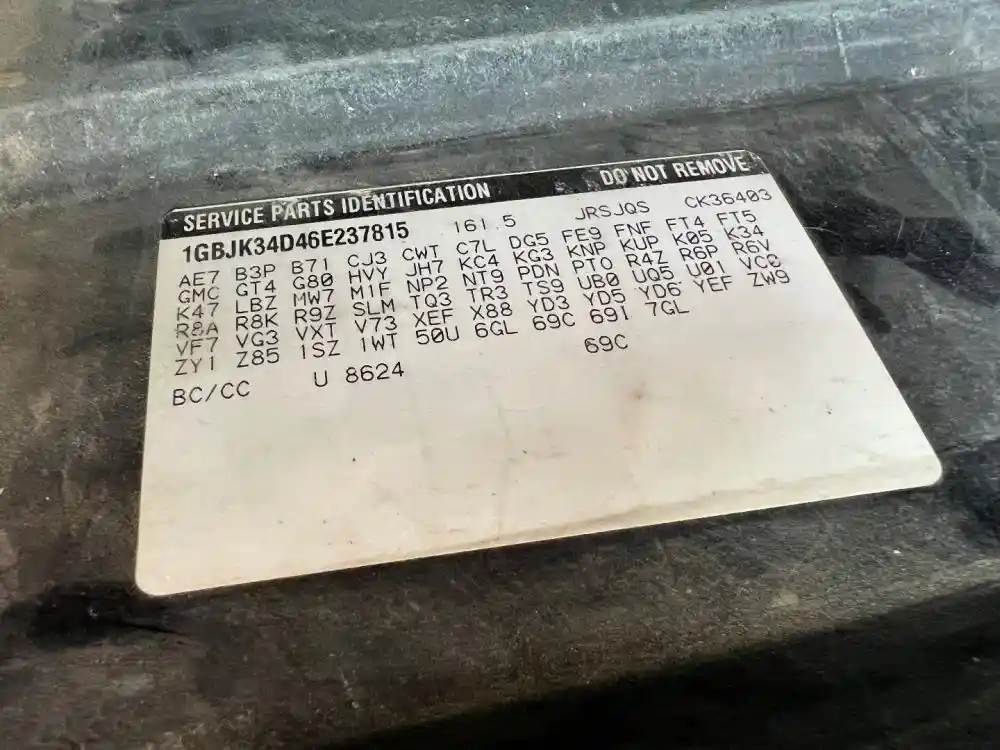 SERVICE PARTS IDENTIFICATION DO NOT REMOVE
1GBJK34D46E237815 161.5 JRSJQS CK36403
AE7 B3P B71 CJ3 CWT C7L DG5 FE9 FNF FT4 FT5
GMC GT4 G80 HVY JH7 KC4 KG3 KNP KUP K05 K34
K47 LBZ MW7 M1F NP2 NT9 PDN PTO R4Z R6P R6V
R8A R8K R9Z SLM TQ3 TR3 TS9 UB0 UQ5 U01 VC0
VF7 VG3 VXT V73 XEF X88 YD3 YD5 YD6 YEF ZW9
ZY1 Z85 1SZ 1WT 50U 6GL 69C 691 7GL
BC/CC U 8624 69C